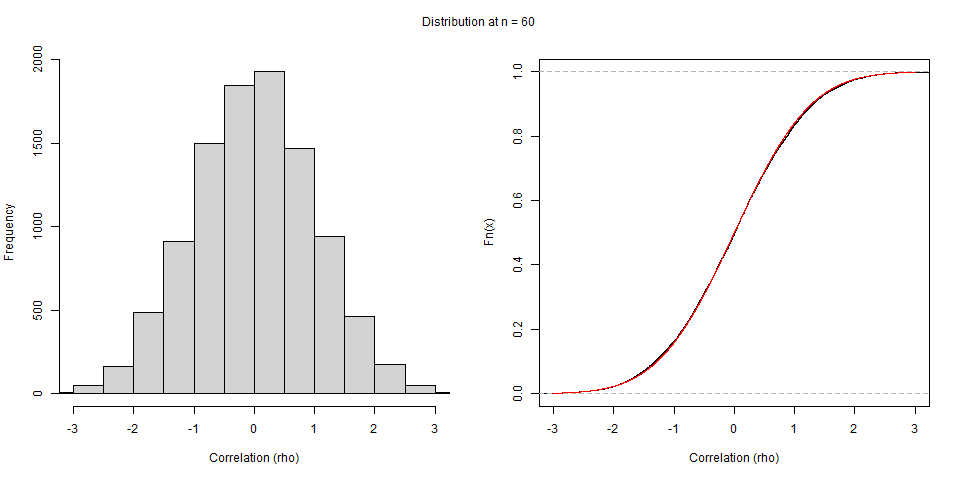 Distribution at n = 60
Frequency
2000
1500
1000
500
0
-3 -2 -1 0 1 2 3
Correlation (rho)
Fn(x)
1.0
0.8
0.6
0.4
0.2
0.0
-3 -2 -1 0 1 2 3
Correlation (rho)